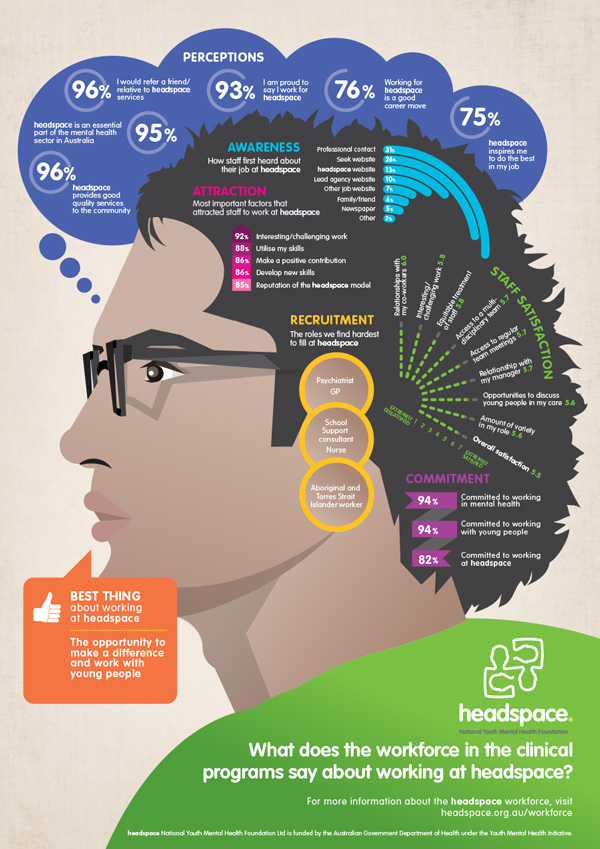 PERCEPTIONS
96%
I would refer a friend/
relative to headspace
services
93%
I am proud to
say I work for
headspace
76%
Working for
headspace
is a good
career move
75%
headspace
inspires me
to do the best
in my job
headspace is an essential
part of the mental health
sector in Australia
95%
96%
headspace
provides good
quality services
to the community
AWARENESS
How staff first heard about
their job at headspace
Professional contact 31%
Seek website 26%
headspace website 13%
Lead agency website 10%
Other job website 7%
Family/friend 6%
Newspaper 5%
Other 2%
ATTRACTION
Most important factors that
attracted staff to work at headspace
92% Interesting/challenging work
88% Utilise my skills
86% Make a positive contribution
86% Develop new skills
85% Reputation of the headspace model
RECRUITMENT
The roles we find hardest
to fill at headspace
Psychiatrist
GP
School
Support
consultant
Nurse
Aboriginal and
Torres Strait
Islander worker
STAFF SATISFACTION
Relationships with
my co-workers 6.0
Interesting/
challenging work 5.8
Equitable treatment
of staff 5.8
Access to a multi-
disciplinary team 5.7
Access to regular
team meetings 5.7
Relationship with
my manager 5.7
Opportunities to discuss
young people in my care 5.6
Amount of variety
in my role 5.6
Overall satisfaction 5.5
EXTREMELY
DISSATISFIED
1 2 3 4 5 6 7
EXTREMELY
SATISFIED
COMMITMENT
94%
Committed to working
in mental health
94%
Committed to working
with young people
82%
Committed to working
at headspace
BEST THING
about working
at headspace
The opportunity to
make a difference
and work with
young people
headspace®
National Youth Mental Health Foundation
What does the workforce in the clinical
programs say about working at headspace?
For more information about the headspace workforce, visit
headspace.org.au/workforce
headspace National Youth Mental Health Foundation Ltd is funded by the Australian Government Department of Health under the Youth Mental Health Initiative.